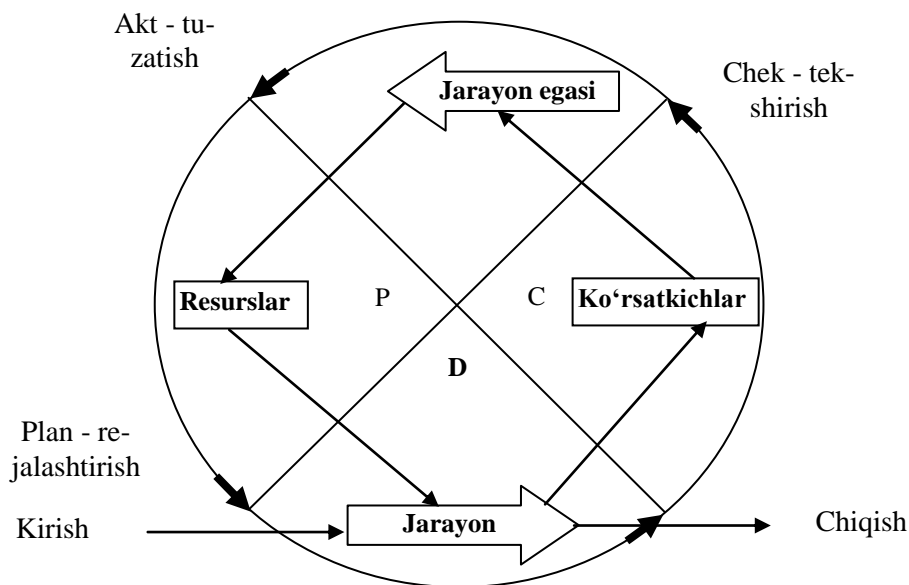 Akt - tu-
zatish
Jarayon egasi
Chek - tek-
shirish
Resurslar
P
C
Ko‘rsatkichlar
D
Plan - re-
jalashtirish
Kirish
Jarayon
Chiqish